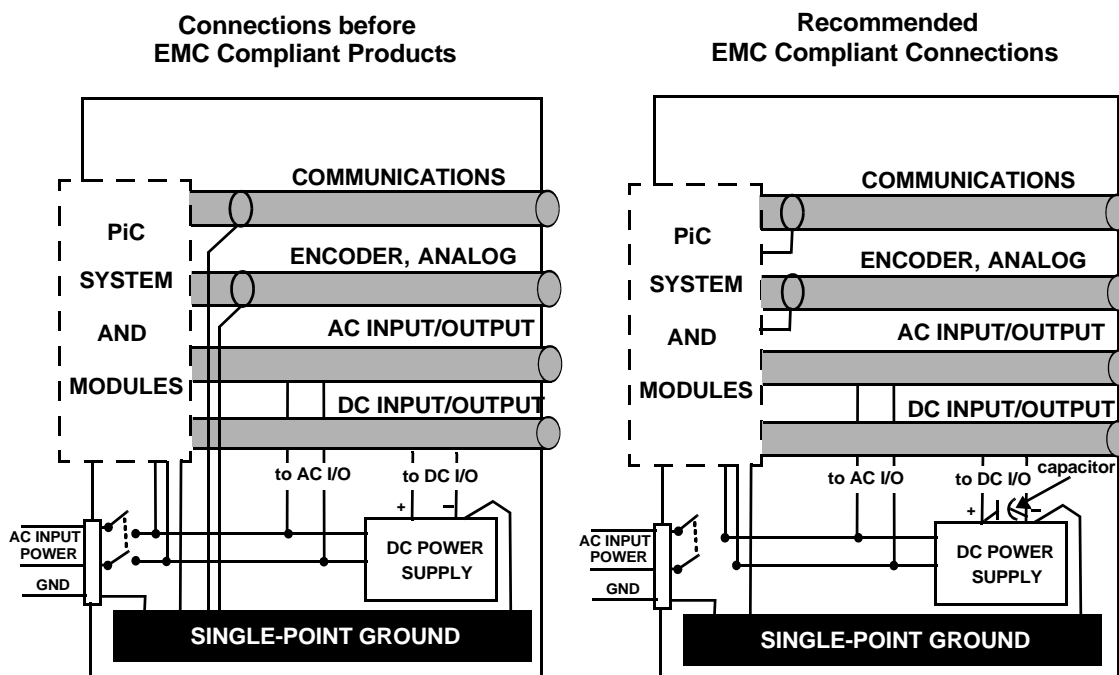 Connections before
EMC Compliant Products
COMMUNICATIONS
PiC
SYSTEM
AND
MODULES
ENCODER, ANALOG
AC INPUT/OUTPUT
DC INPUT/OUTPUT
to AC I/O
to DC I/O
+ –
AC INPUT
POWER
GND
DC POWER
SUPPLY
SINGLE-POINT GROUND
Recommended
EMC Compliant Connections
COMMUNICATIONS
PiC
SYSTEM
AND
MODULES
ENCODER, ANALOG
AC INPUT/OUTPUT
DC INPUT/OUTPUT
to AC I/O
to DC I/O
capacitor
+ -
AC INPUT
POWER
GND
DC POWER
SUPPLY
SINGLE-POINT GROUND